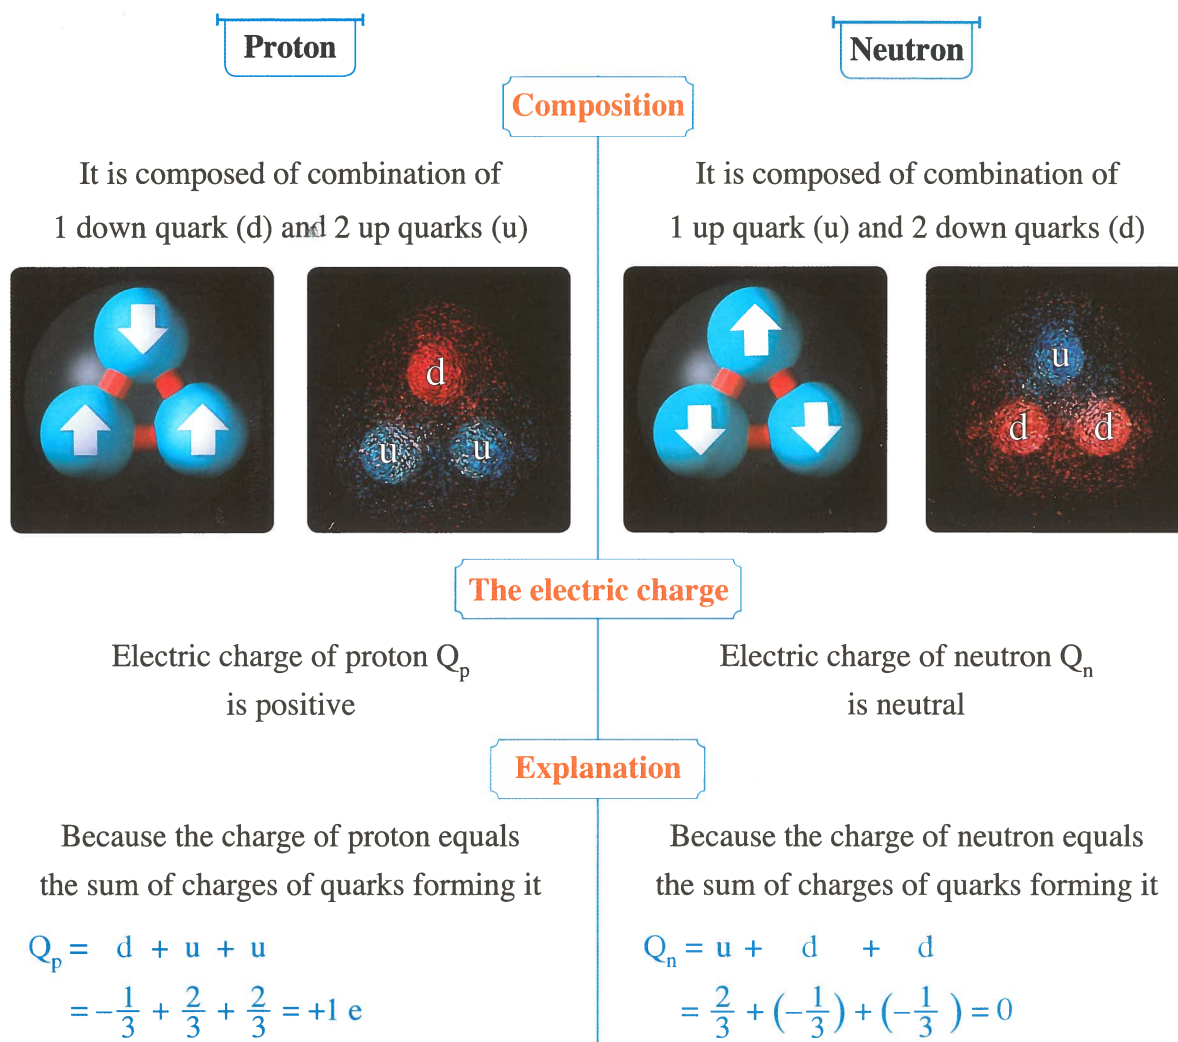 Proton
Neutron
Composition
It is composed of combination of
1 down quark (d) and 2 up quarks (u)
It is composed of combination of
1 up quark (u) and 2 down quarks (d)
d
u u
u
d d
The electric charge
Electric charge of proton Qₚ
is positive
Electric charge of neutron Qₙ
is neutral
Explanation
Because the charge of proton equals
the sum of charges of quarks forming it
Qₚ = d + u + u
= -1/3 + 2/3 + 2/3 = +1 e
Because the charge of neutron equals
the sum of charges of quarks forming it
Qₙ = u + d + d
= 2/3 + (-1/3) + (-1/3) = 0